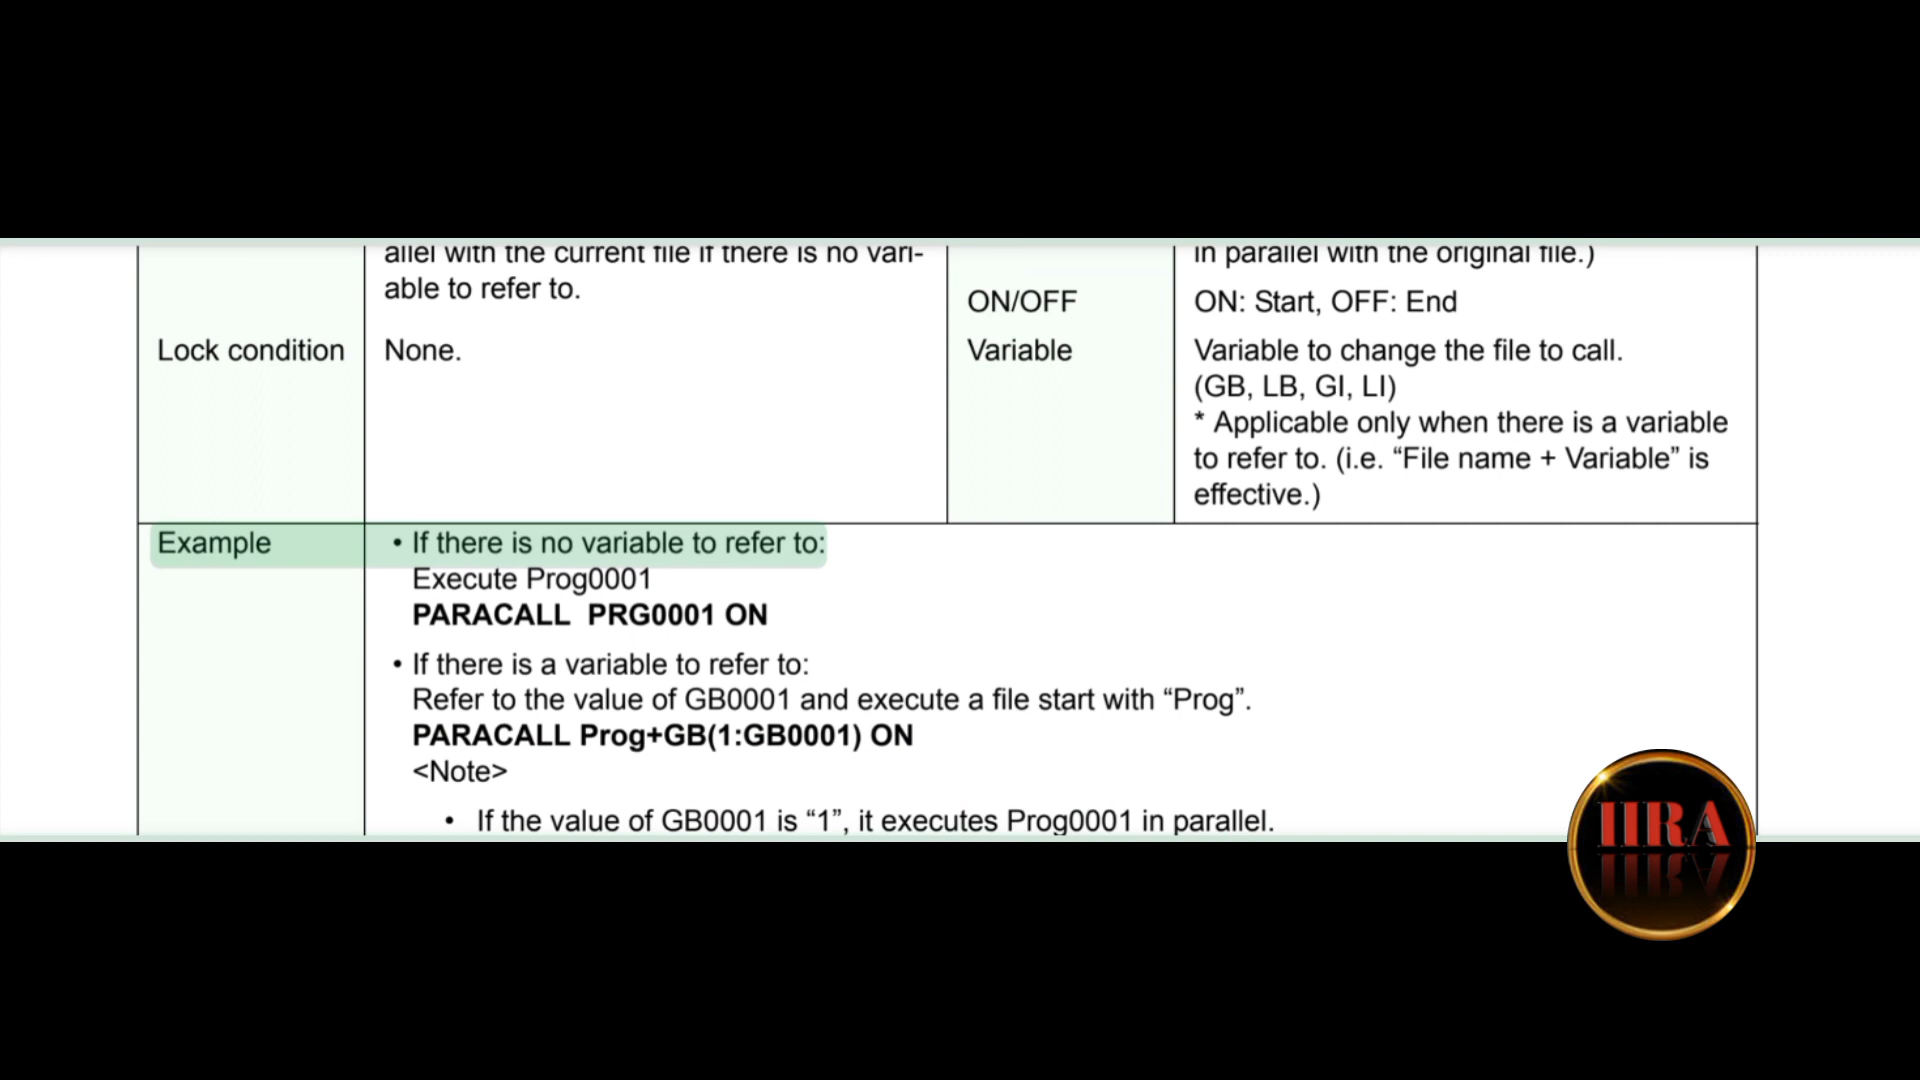 allel with the current file if there is no vari-
able to refer to.
in parallel with the original file.)
ON/OFF
ON: Start, OFF: End
Lock condition
None.
Variable
Variable to change the file to call.
(GB, LB, GI, LI)
* Applicable only when there is a variable
to refer to. (i.e. “File name + Variable” is
effective.)
Example
• If there is no variable to refer to:
Execute Prog0001
PARACALL  PRG0001 ON
• If there is a variable to refer to:
Refer to the value of GB0001 and execute a file start with “Prog”.
PARACALL Prog+GB(1:GB0001) ON
<Note>
• If the value of GB0001 is “1”, it executes Prog0001 in parallel.
IIRA